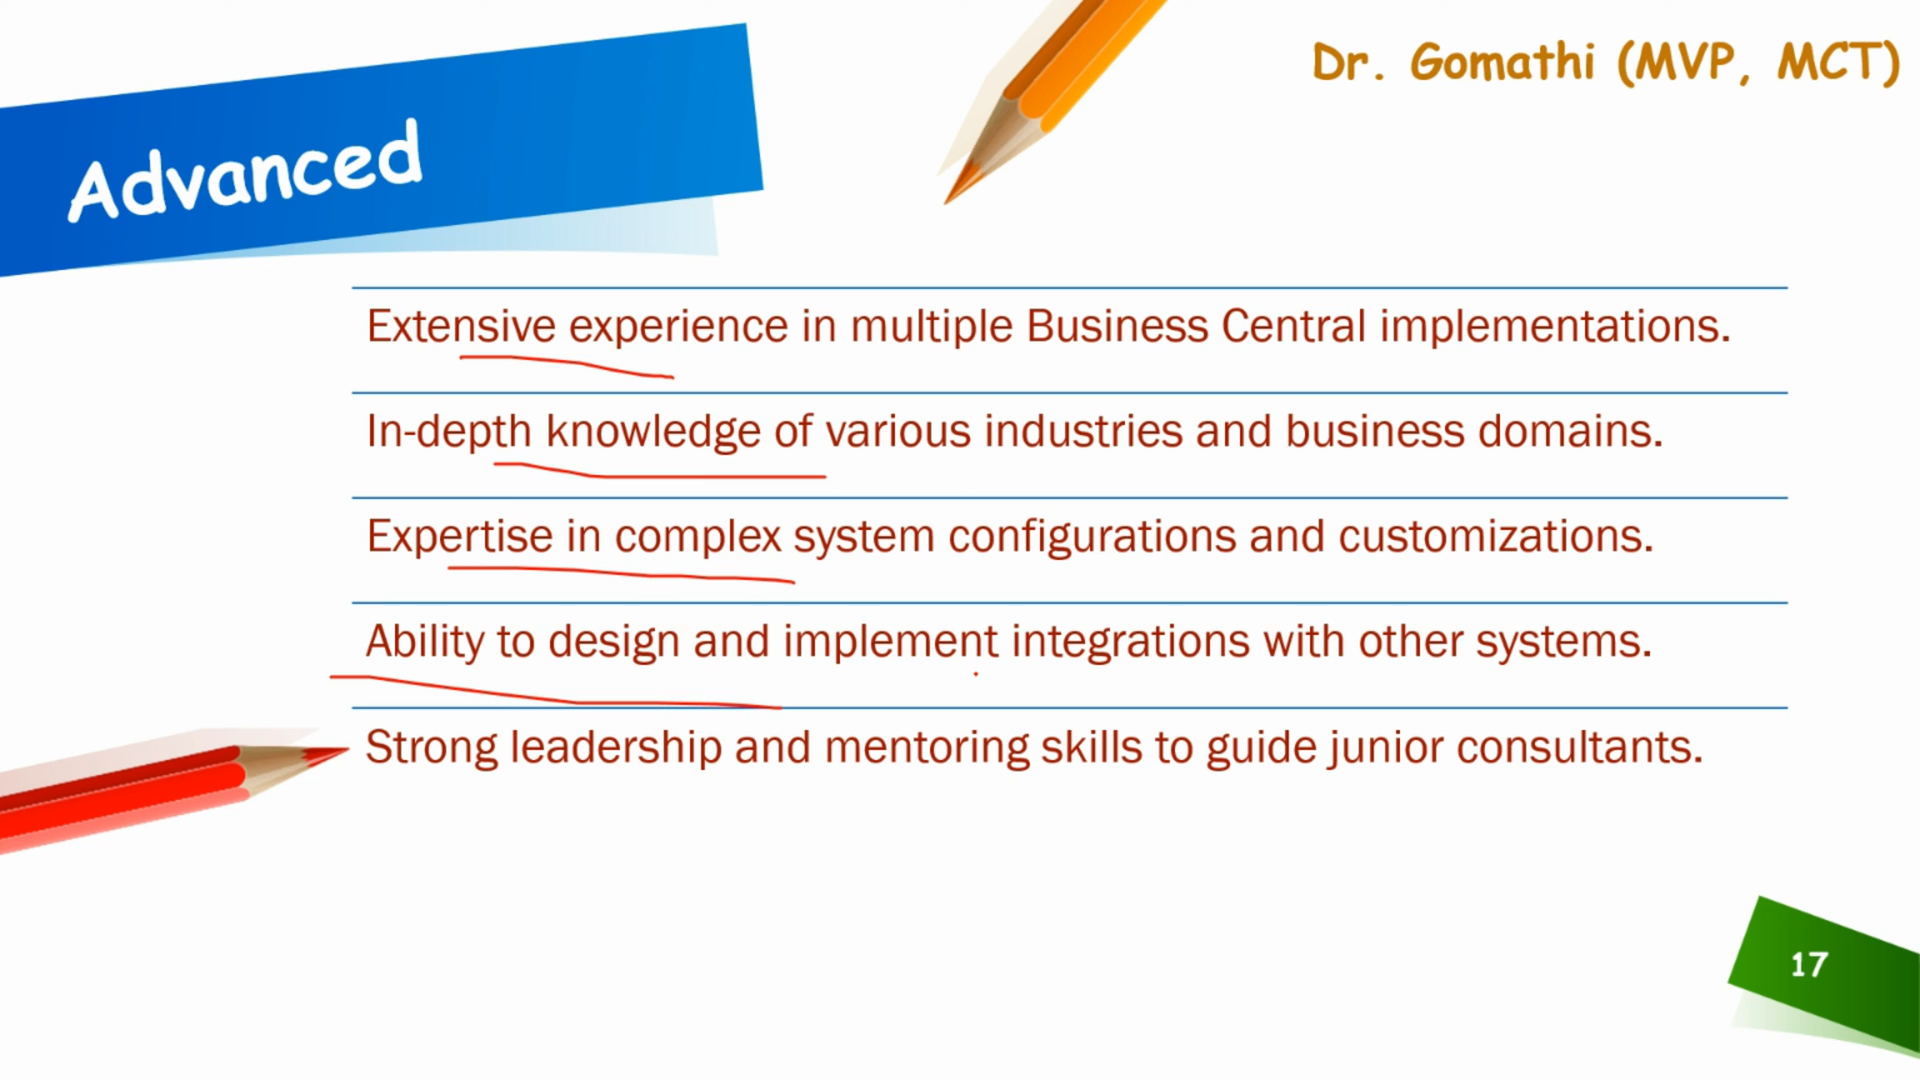 Dr. Gomathi (MVP, MCT)
Advanced
Extensive experience in multiple Business Central implementations.
In-depth knowledge of various industries and business domains.
Expertise in complex system configurations and customizations.
Ability to design and implement integrations with other systems.
Strong leadership and mentoring skills to guide junior consultants.
17